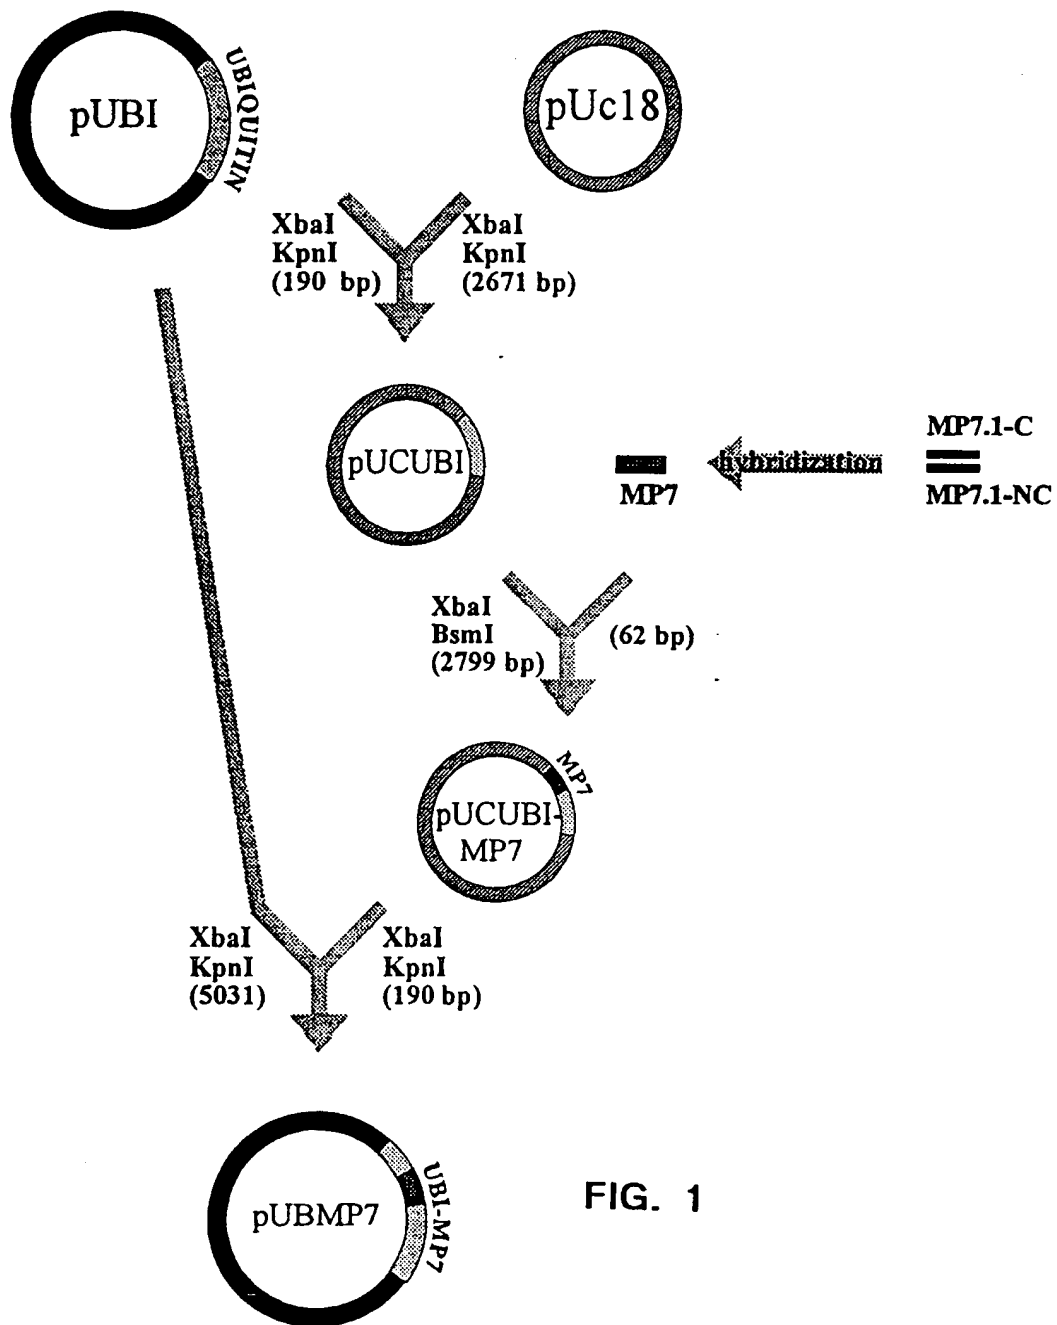 pUBI
UBIQUITIN
pUc18
XbaI
KpnI
(190 bp)
XbaI
KpnI
(2671 bp)
pUCUBI
MP7
hybridization
MP7.1-C
MP7.1-NC
XbaI
BsmI
(2799 bp)
(62 bp)
MP7
pUCUBI-
MP7
XbaI
KpnI
(5031)
XbaI
KpnI
(190 bp)
pUBMP7
UBI-MP7
FIG. 1